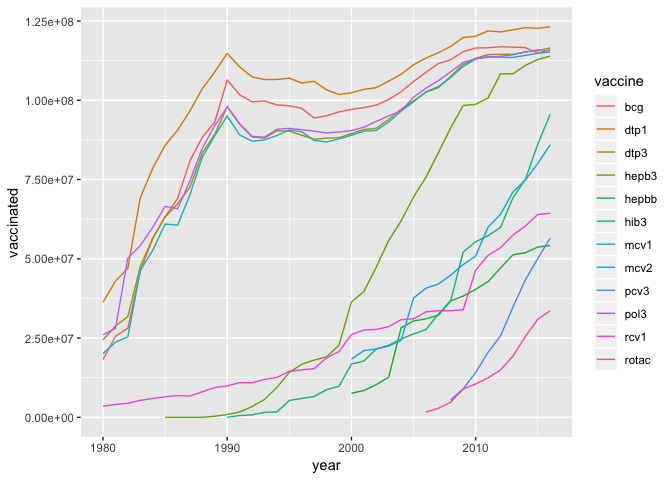 1.25e+08
1.00e+08
7.50e+07
5.00e+07
2.50e+07
0.00e+00
vaccinated
1980
1990
2000
2010
year
vaccine
bcg
dtp1
dtp3
hepb3
hepbb
hib3
mcv1
mcv2
pcv3
pol3
rcv1
rotac